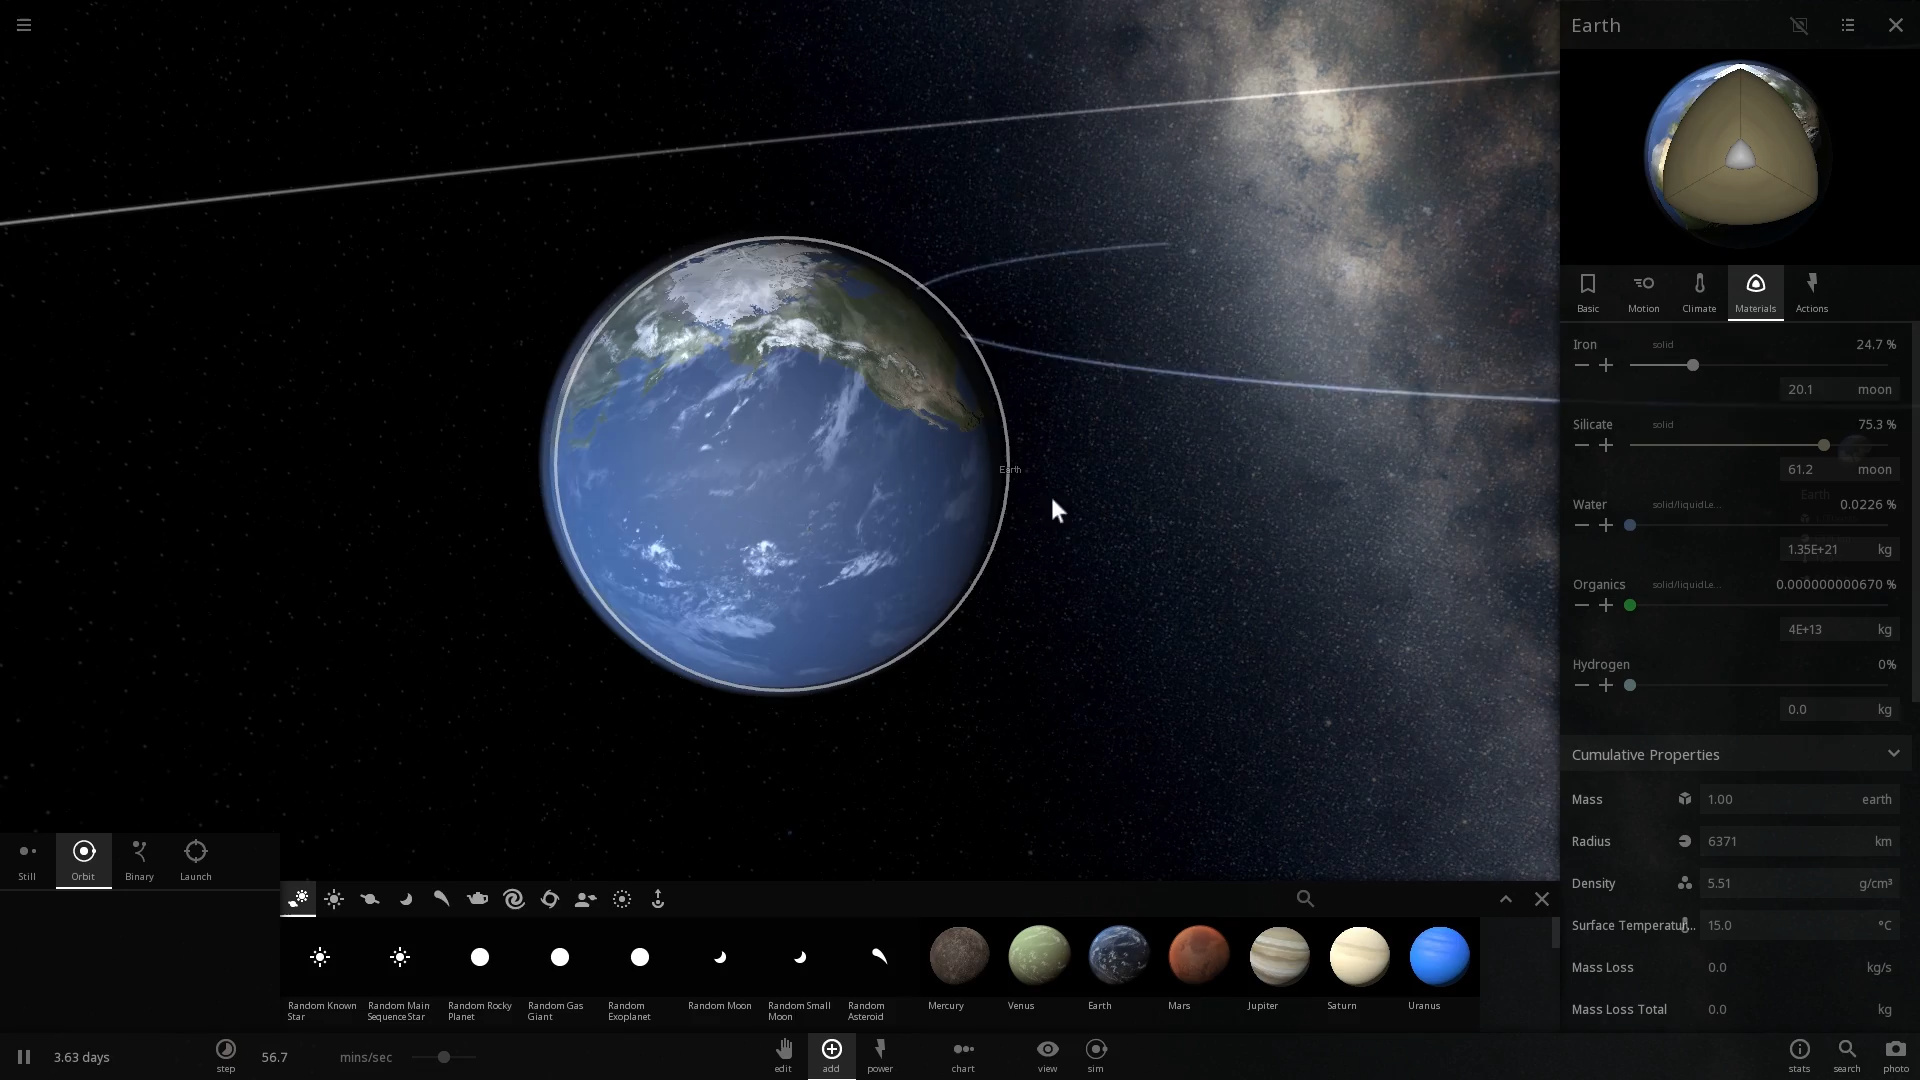 Earth
Basic
Motion
Climate
Materials
Actions
Iron solid 24.7 %
20.1 moon
Silicate solid 75.3 %
61.2 moon
Earth
Water solid/liquidLe... 0.0226 %
1.35E+21 kg
Organics solid/liquidLe... 0.000000000670 %
4E+13 kg
Hydrogen 0%
0.0 kg
Cumulative Properties
Mass 1.00 earth
Radius 6371 km
Density 5.51 g/cm³
Surface Temperatur... 15.0 °C
Mass Loss 0.0 kg/s
Mass Loss Total 0.0 kg
Earth
Still
Orbit
Binary
Launch
Random Known
Star
Random Main
Sequence Star
Random Rocky
Planet
Random Gas
Giant
Random
Exoplanet
Random Moon
Random Small
Moon
Random
Asteroid
Mercury
Venus
Earth
Mars
Jupiter
Saturn
Uranus
3.63 days
step
56.7 mins/sec
edit
add
power
chart
view
sim
stats
search
photo